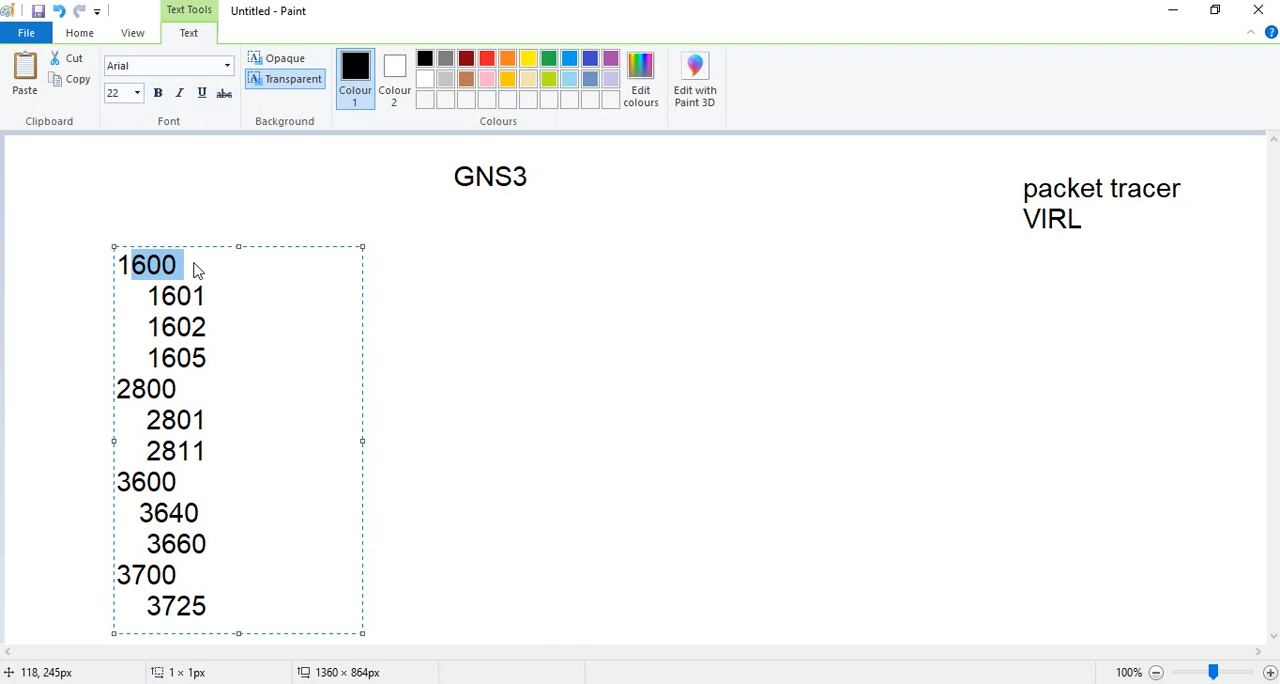 Text Tools
Untitled - Paint
File
Home
View
Text
Paste
Cut
Copy
Clipboard
Arial
22
B I U abc
Font
Opaque
Transparent
Background
Colour 1
Colour 2
Edit colours
Colours
Edit with Paint 3D
GNS3
packet tracer
VIRL
1600
1601
1602
1605
2800
2801
2811
3600
3640
3660
3700
3725
118, 245px
1 × 1px
1360 × 864px
100%